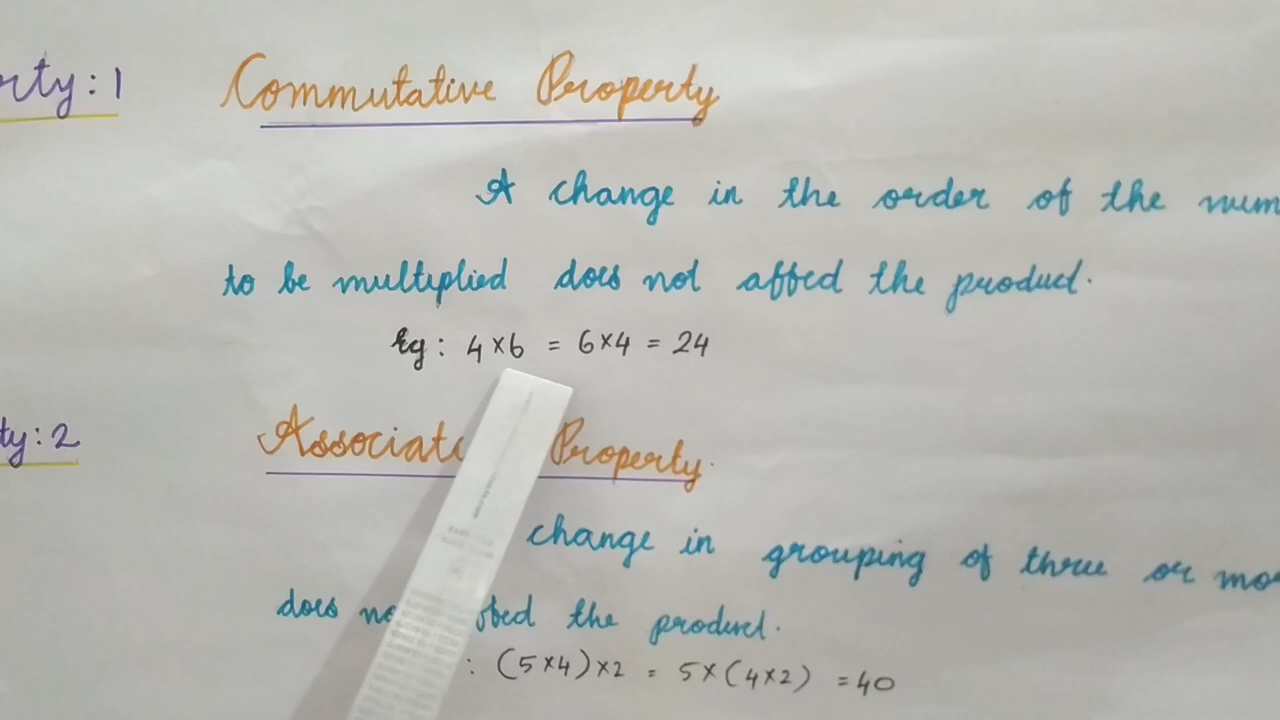 rty: 1 Commutative Property
A change in the order of the num
to be multiplied does not affect the product.
Eg: 4×6 = 6×4 = 24
ty: 2 Associati Property.
change in grouping of three or mo
does no ffect the product.
: (5×4)×2 = 5×(4×2) = 40